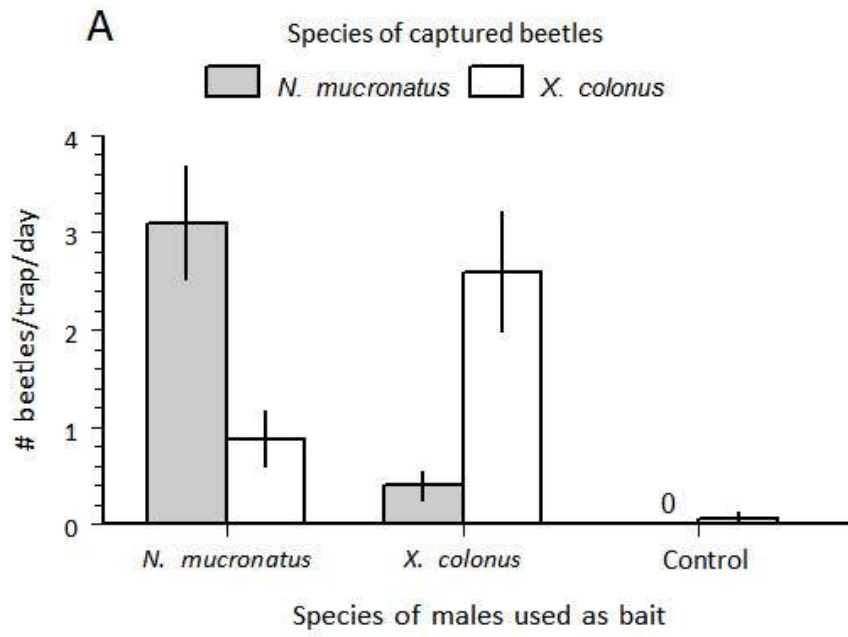 A
Species of captured beetles
N. mucronatus X. colonus
# beetles/trap/day
4
3
2
1
0
0
N. mucronatus X. colonus Control
Species of males used as bait